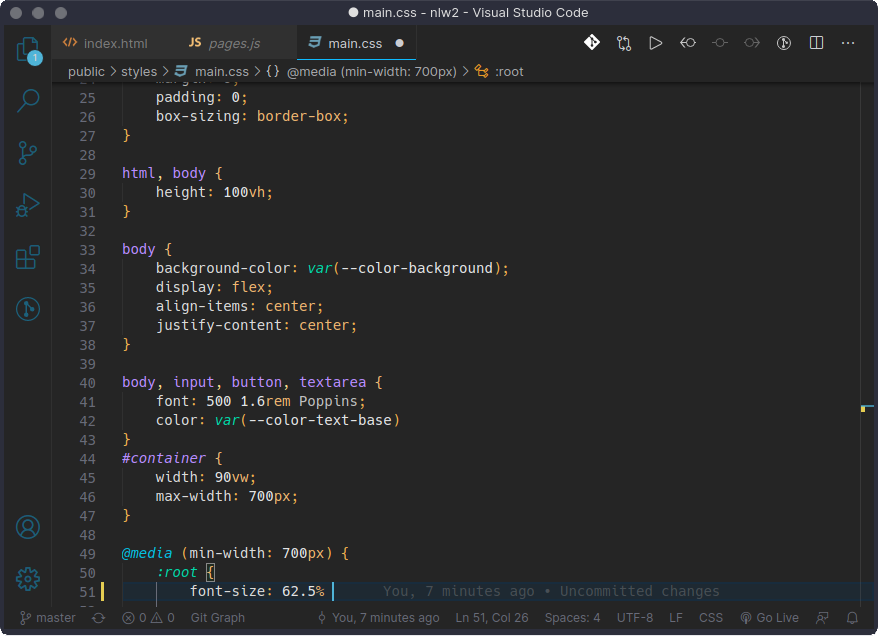 main.css - nlw2 - Visual Studio Code
index.html JS pages.js main.css
1
public > styles > main.css > {} @media (min-width: 700px) > :root
25 padding: 0;
26 box-sizing: border-box;
27 }
28
29 html, body {
30 height: 100vh;
31 }
32
33 body {
34 background-color: var(--color-background);
35 display: flex;
36 align-items: center;
37 justify-content: center;
38 }
39
40 body, input, button, textarea {
41 font: 500 1.6rem Poppins;
42 color: var(--color-text-base)
43 }
44 #container {
45 width: 90vw;
46 max-width: 700px;
47 }
48
49 @media (min-width: 700px) {
50 :root {
51 font-size: 62.5% You, 7 minutes ago • Uncommitted changes
master 0 0 Git Graph You, 7 minutes ago Ln 51, Col 26 Spaces: 4 UTF-8 LF CSS Go Live